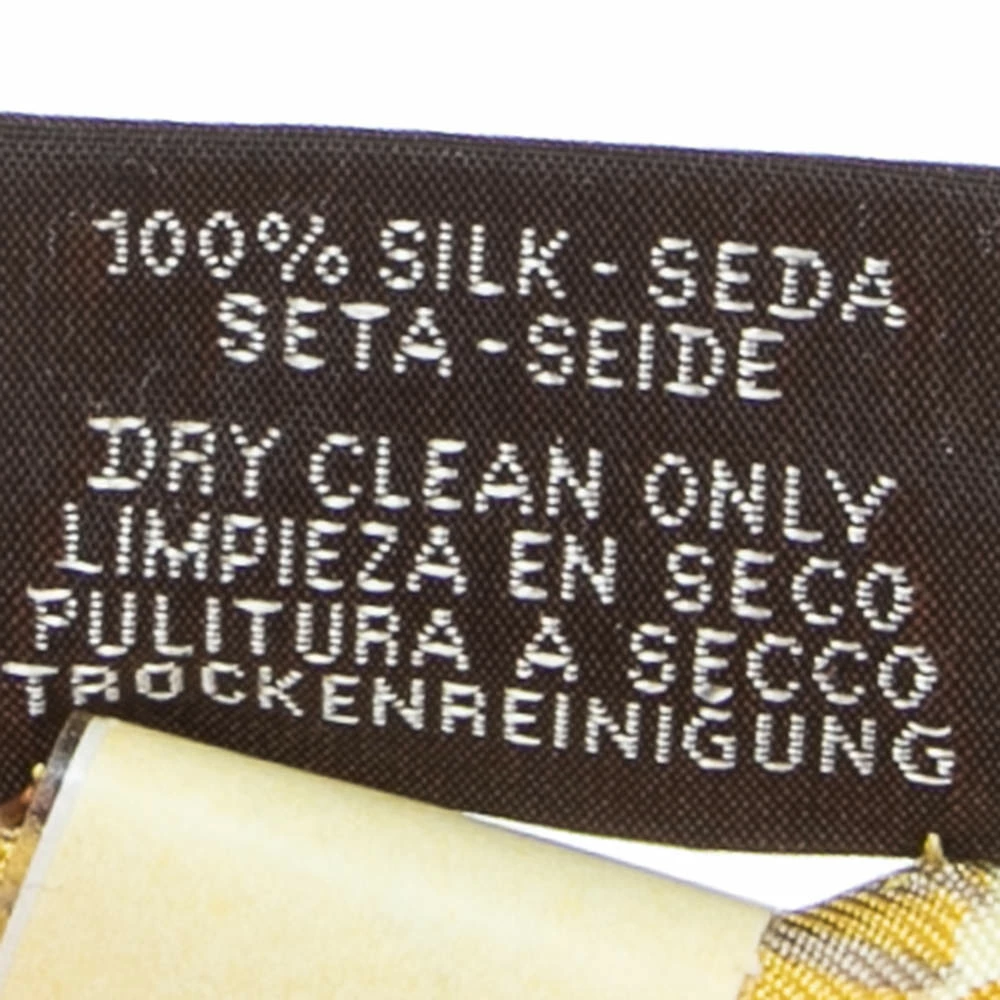 100% SILK - SEDA
SETA - SEIDE
DRY CLEAN ONLY
LIMPIEZA EN SECO
PULITURA A SECCO
TROCKENREINIGUNG